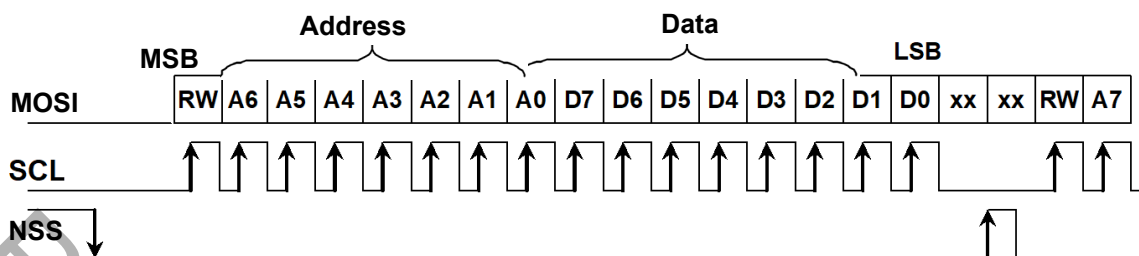 Address
Data
MSB
LSB
MOSI
RW A6 A5 A4 A3 A2 A1 A0 D7 D6 D5 D4 D3 D2 D1 D0 xx xx RW A7
SCL
NSS